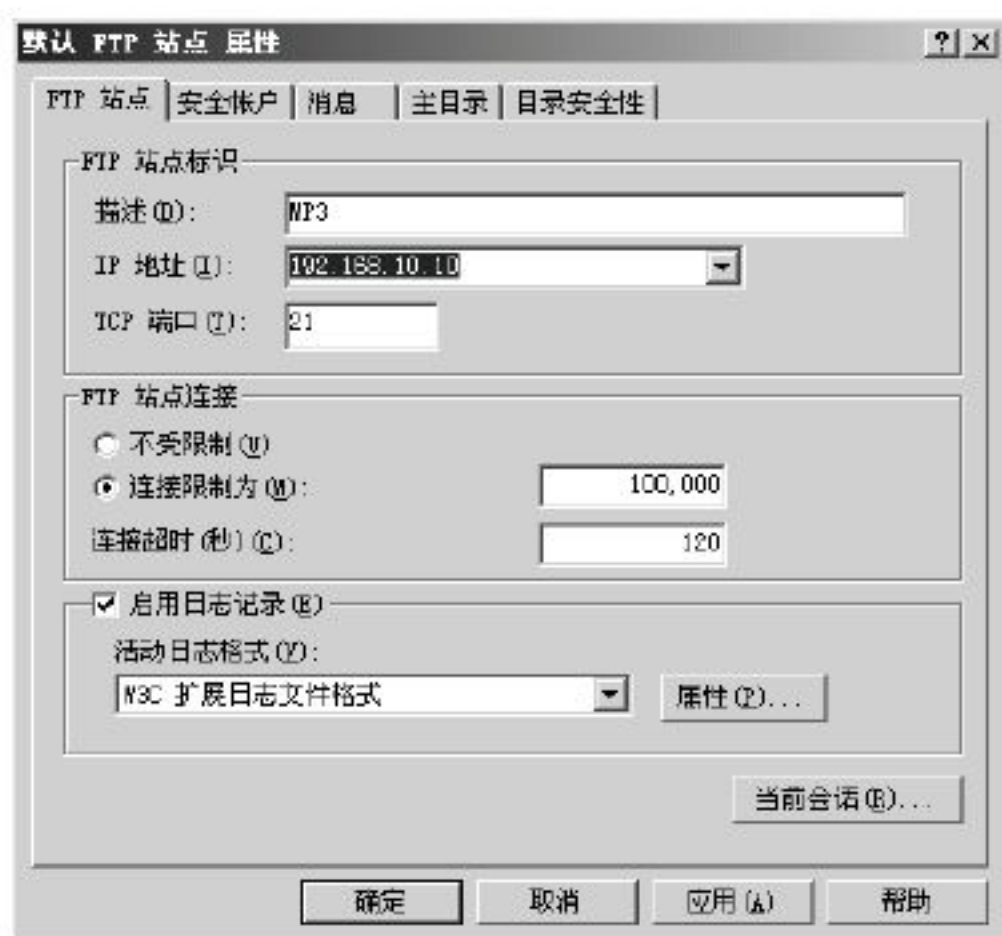 默认 FTP 站点 属性
FTP 站点 安全帐户 消息 主目录 目录安全性
FTP 站点标识
描述(D): MP3
IP 地址(I): 192.168.10.10
TCP 端口(T): 21
FTP 站点连接
不受限制(U)
连接限制为(M): 100,000
连接超时(秒)(C): 120
启用日志记录(E)
活动日志格式(V):
W3C 扩展日志文件格式 属性(P)...
当前会话(R)...
确定 取消 应用(A) 帮助